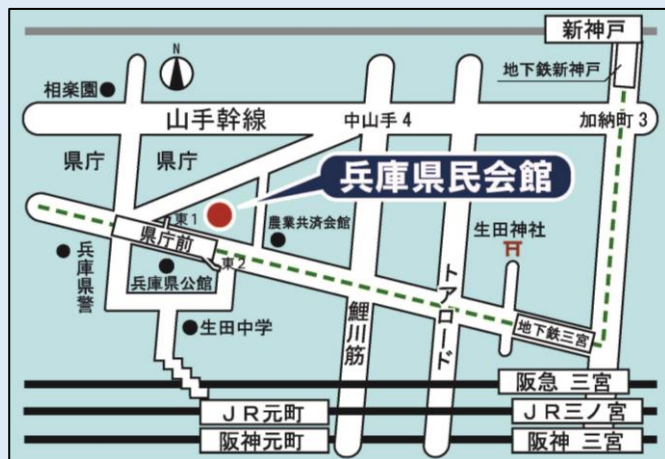 新神戸
N
地下鉄新神戸
相楽園
山手幹線
中山手4
加納町3
県庁
県庁
兵庫県民会館
東1
県庁前
農業共済会館
生田神社
兵庫県警
兵庫県公館
東2
トアロード
生田中学
鯉川筋
地下鉄三宮
阪急 三宮
JR元町
JR三ノ宮
阪神元町
阪神 三宮